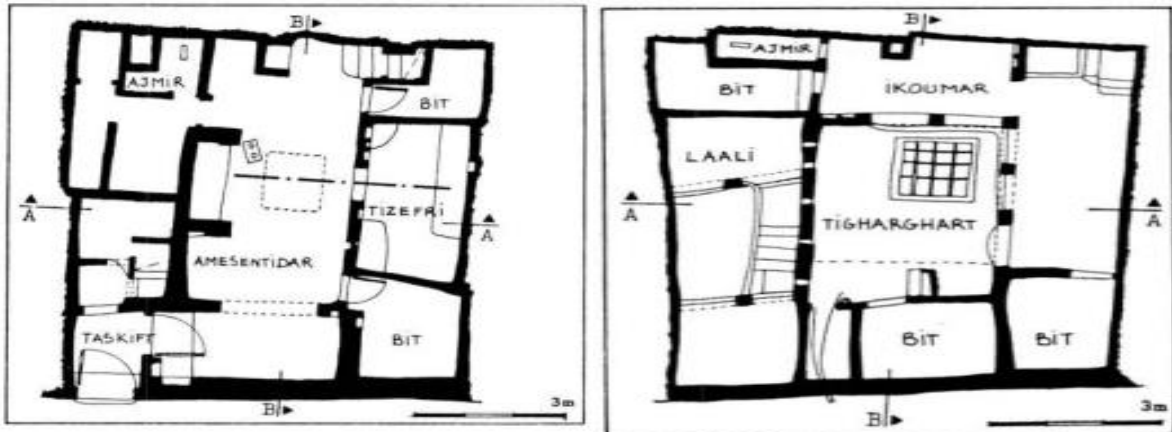 B
AJMiR
BiT
A
TiZEFRi
A
AMESENTiDAR
TASKiFT
BiT
B
3m
B
AJMiR
BiT
iKOUMAR
LAALi
A
TiGHARGHART
A
BiT
BiT
B
3m